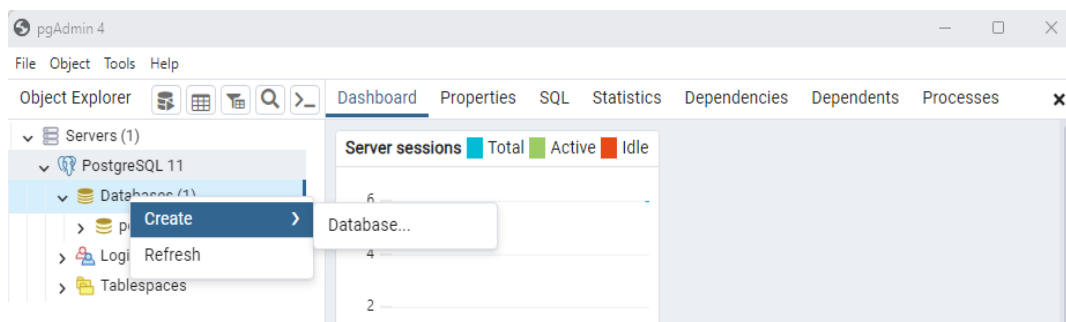 pgAdmin 4
File Object Tools Help
Object Explorer
Dashboard Properties SQL Statistics Dependencies Dependents Processes
Servers (1)
PostgreSQL 11
Databases (1)
Create
Refresh
Database...
Tablespaces
Server sessions Total Active Idle
6
4
2